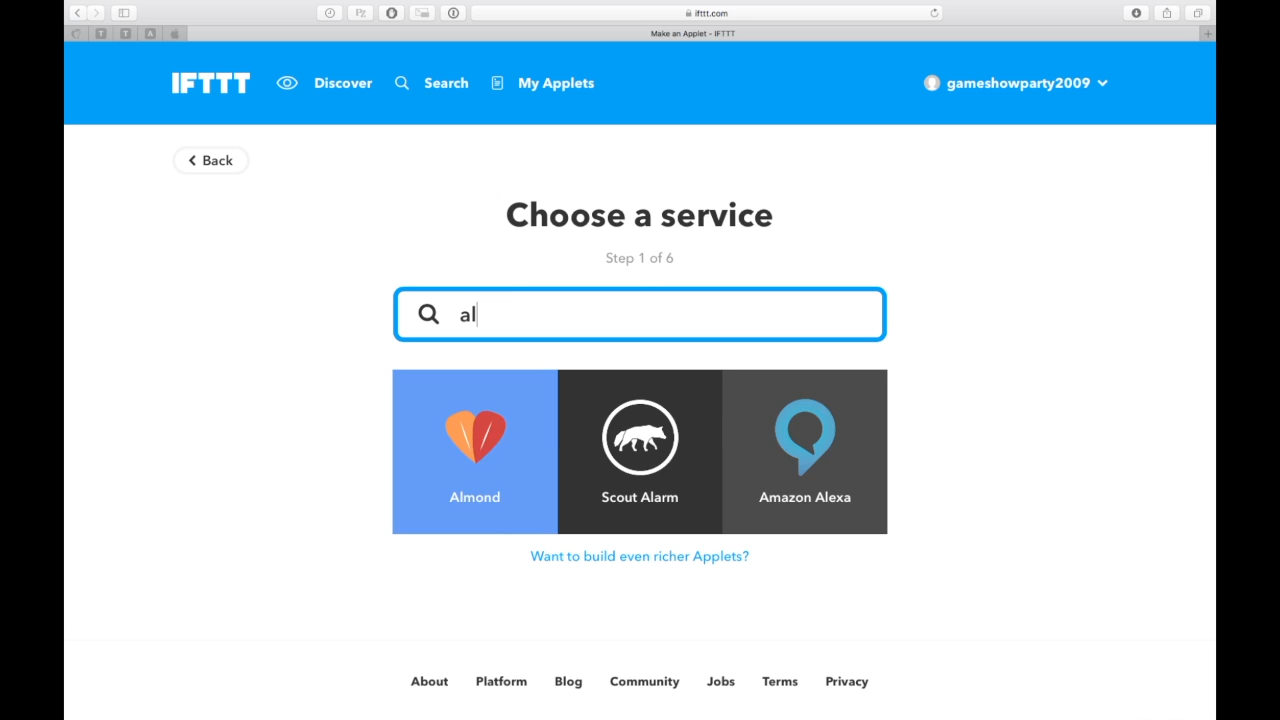 ifttt.com
T T A
Make an Applet – IFTTT
IFTTT Discover Search My Applets gameshowparty2009
Back
Choose a service
Step 1 of 6
al
Almond Scout Alarm Amazon Alexa
Want to build even richer Applets?
About Platform Blog Community Jobs Terms Privacy